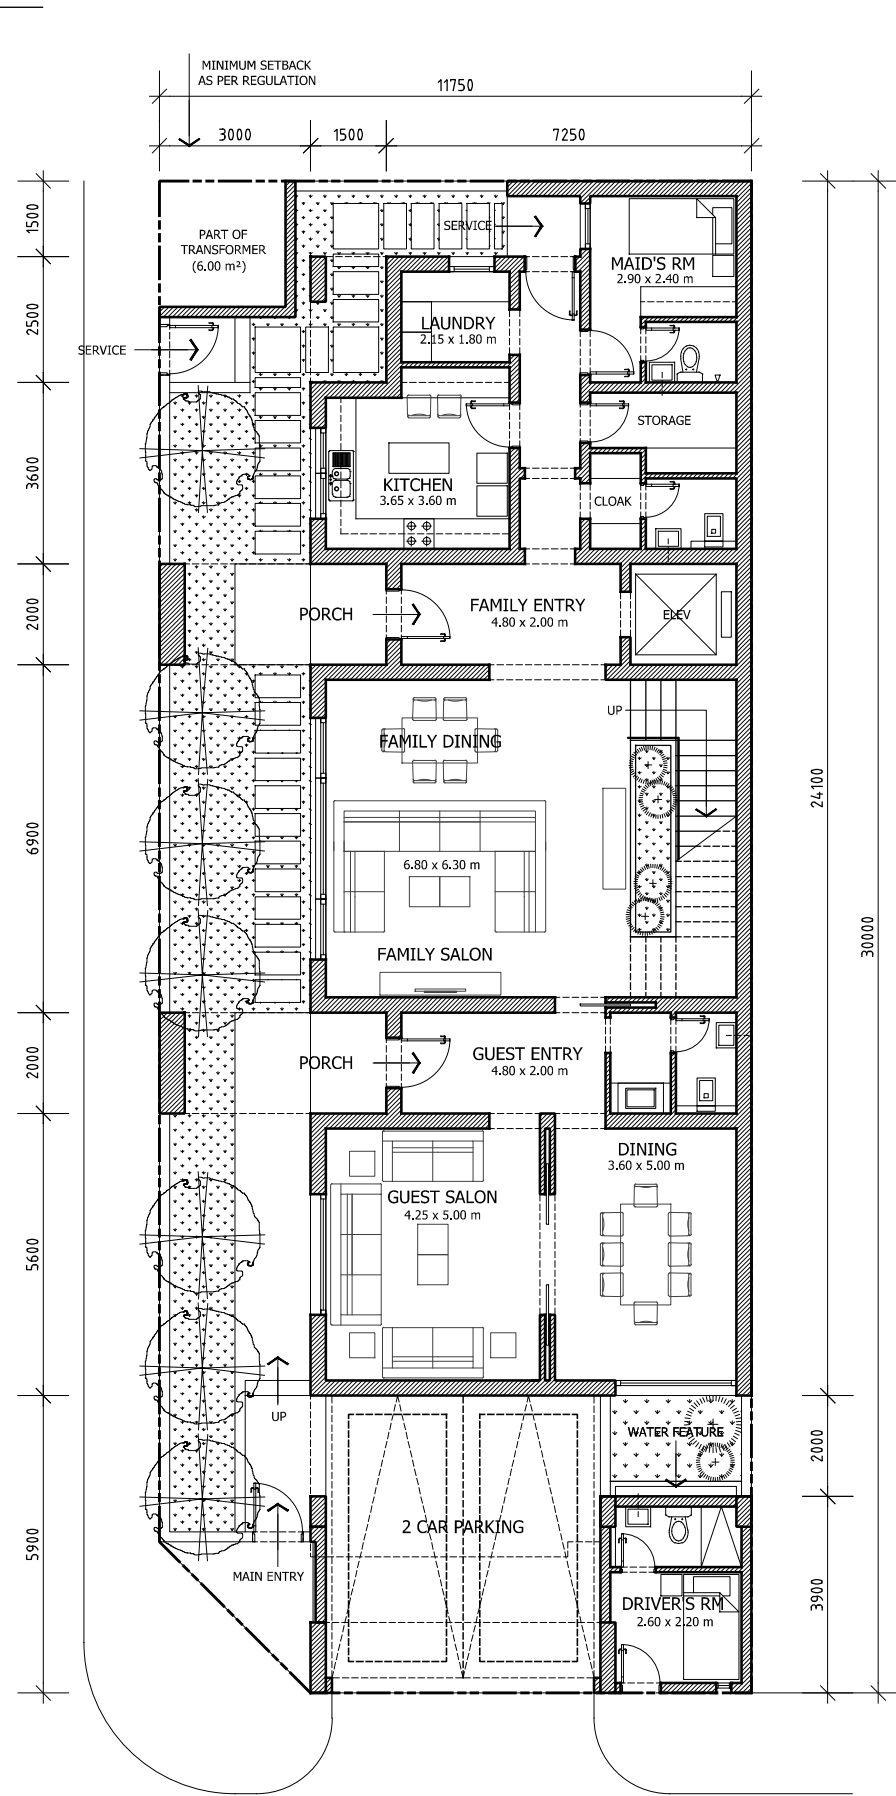 MINIMUM SETBACK
AS PER REGULATION
11750
3000
1500
7250
1500
2500
3600
2000
6900
2000
5600
5900
PART OF
TRANSFORMER
(6.00 m²)
SERVICE
SERVICE
MAID'S RM
2.90 x 2.40 m
LAUNDRY
2.15 x 1.80 m
STORAGE
KITCHEN
3.65 x 3.60 m
CLOAK
PORCH
FAMILY ENTRY
4.80 x 2.00 m
ELEV
UP
FAMILY DINING
6.80 x 6.30 m
FAMILY SALON
PORCH
GUEST ENTRY
4.80 x 2.00 m
DINING
3.60 x 5.00 m
GUEST SALON
4.25 x 5.00 m
UP
WATER FEATURE
2 CAR PARKING
MAIN ENTRY
DRIVER'S RM
2.60 x 2.20 m
24100
30000
2000
3900